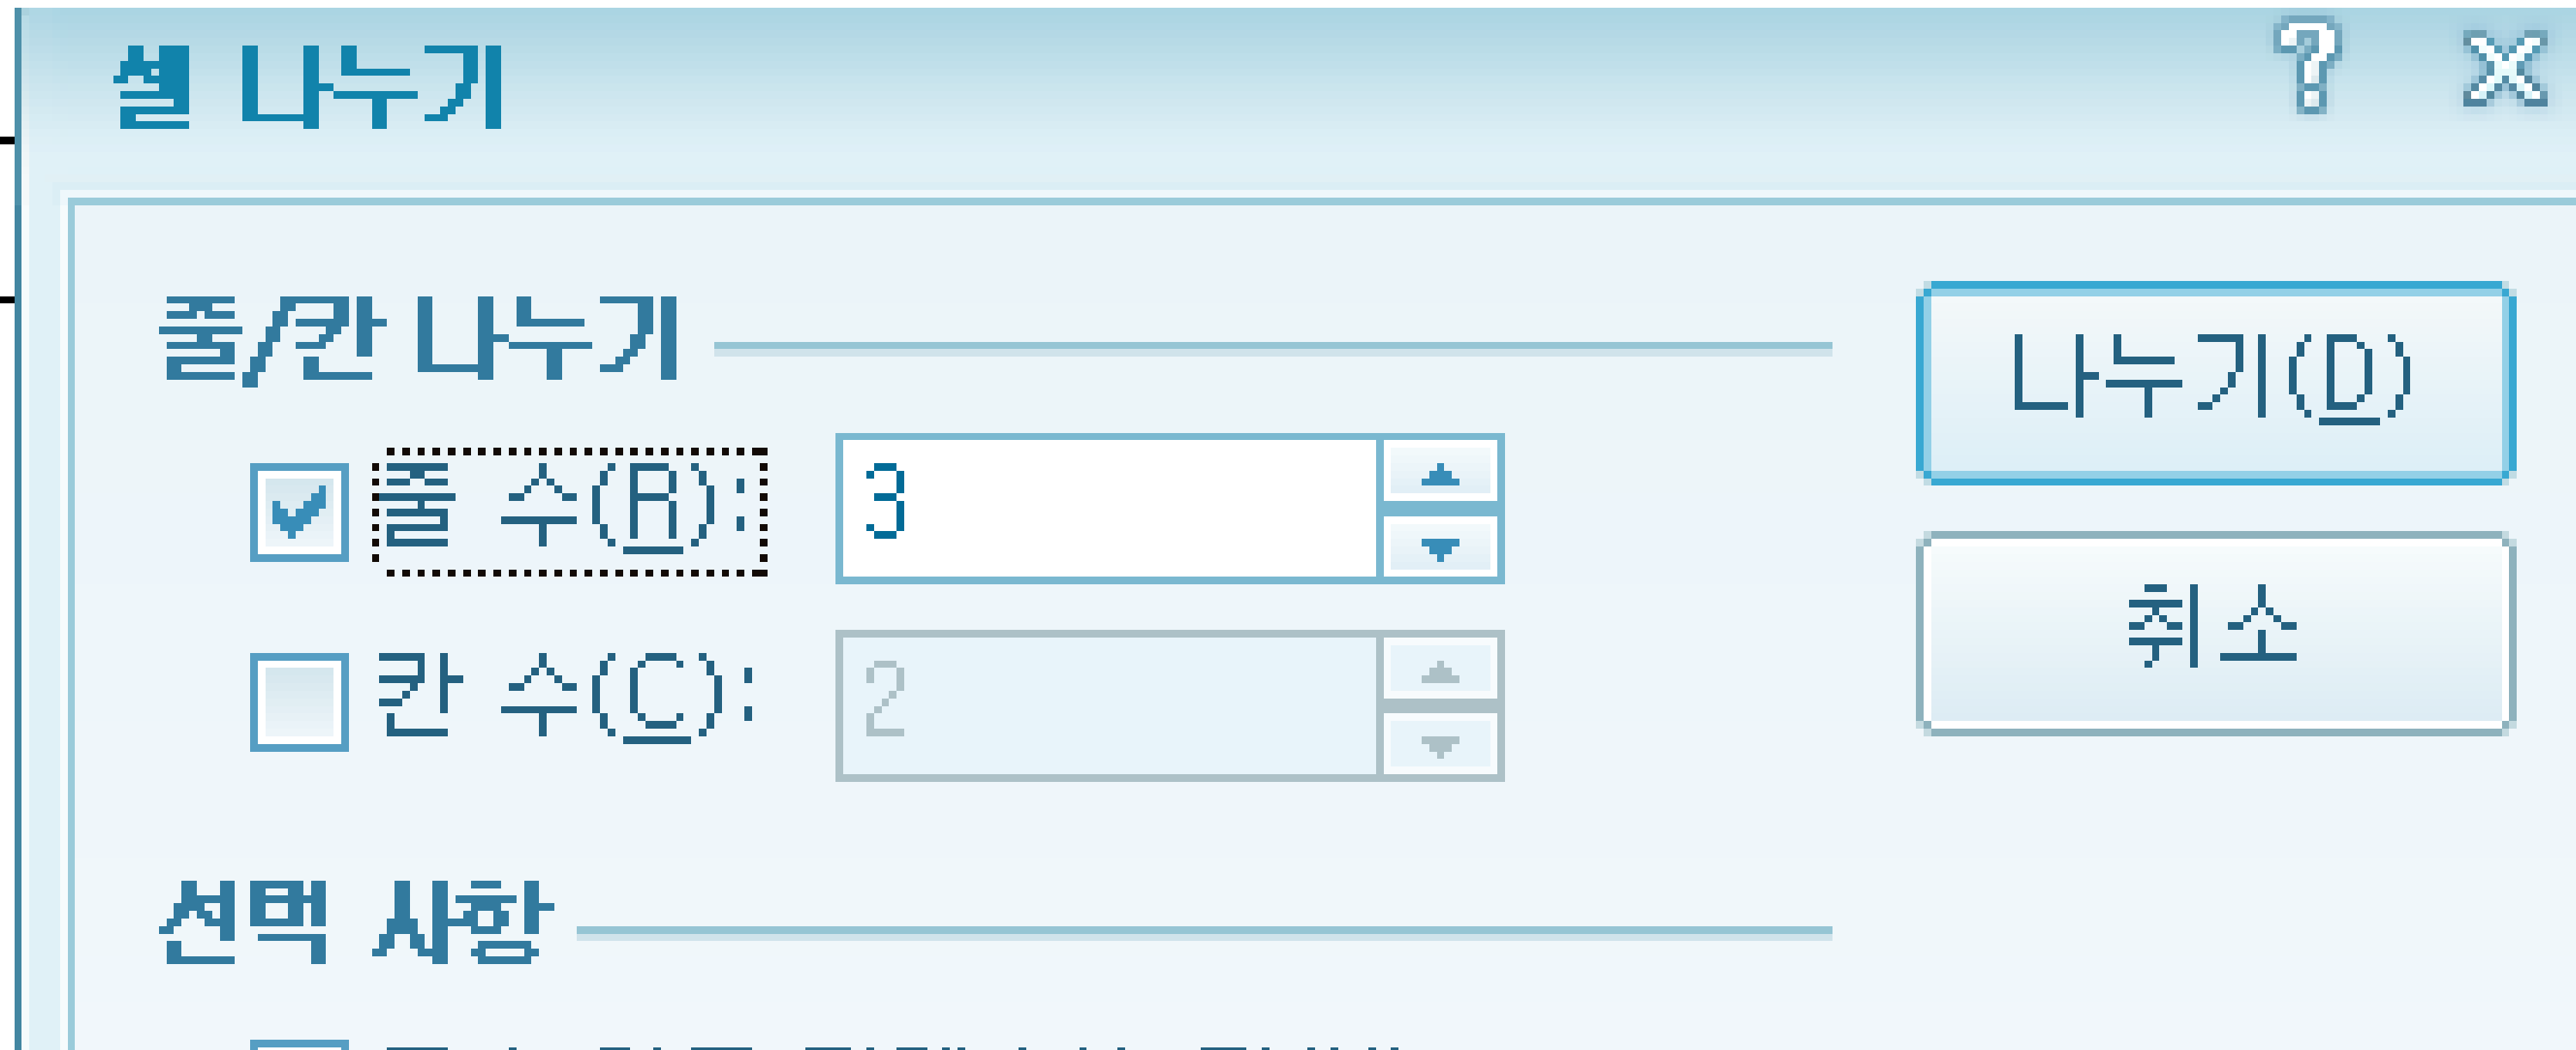 셀 나누기
줄/칸 나누기
줄 수(R): 3
칸 수(C): 2
나누기(D)
취소
선택 사항